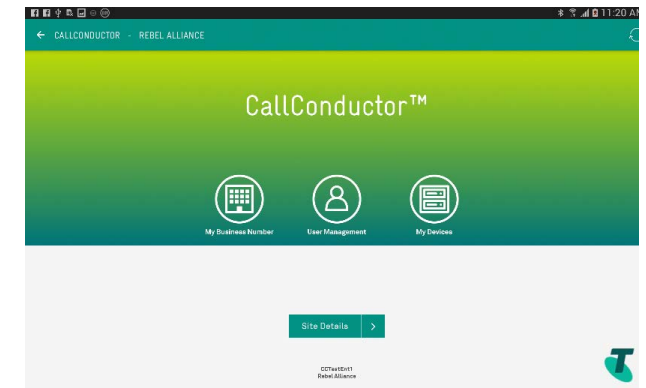 11:20 AM
CALLCONDUCTOR - REBEL ALLIANCE
CallConductor™
My Business Number
User Management
My Devices
Site Details
CCTestEnt1
Rebel Alliance